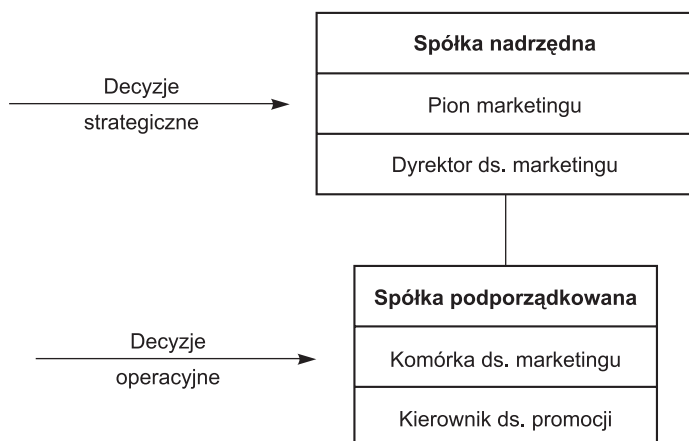 Spółka nadrzędna
Decyzje
strategiczne
Pion marketingu
Dyrektor ds. marketingu
Spółka podporządkowana
Decyzje
operacyjne
Komórka ds. marketingu
Kierownik ds. promocji